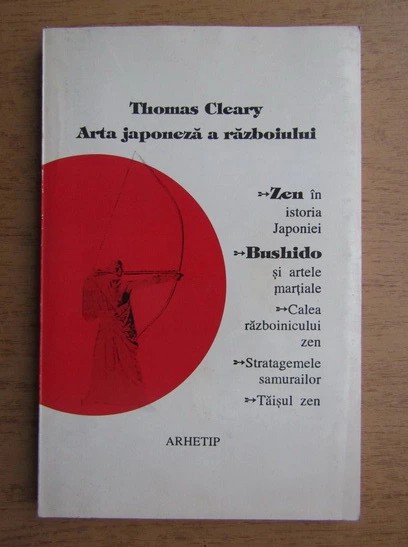 Thomas Cleary
Arta japoneză a războiului
➳Zen în
istoria
Japoniei
➳Bushido
și artele
marțiale
➳Calea
războinicului
zen
➳Stratagemele
samurailor
➳Tăișul zen
ARHETIP